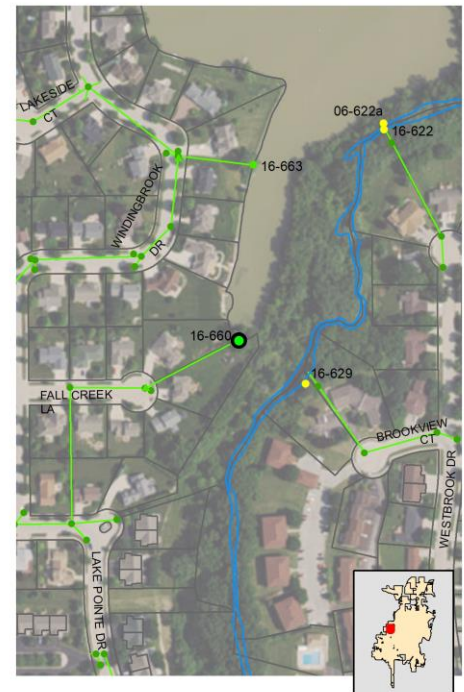 LAKESIDE
CT
06-622a
16-622
16-663
WINDINGBROOK
DR
16-660
16-629
FALL CREEK
LA
BROOKVIEW
CT
WESTBROOK DR
LAKE POINTE DR